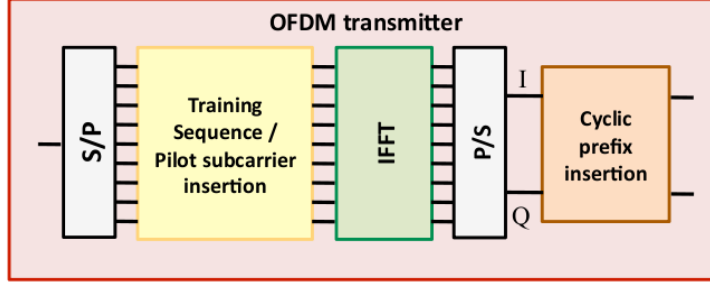 OFDM transmitter
S/P
Training
Sequence /
Pilot subcarrier
insertion
IFFT
P/S
I
Q
Cyclic
prefix
insertion